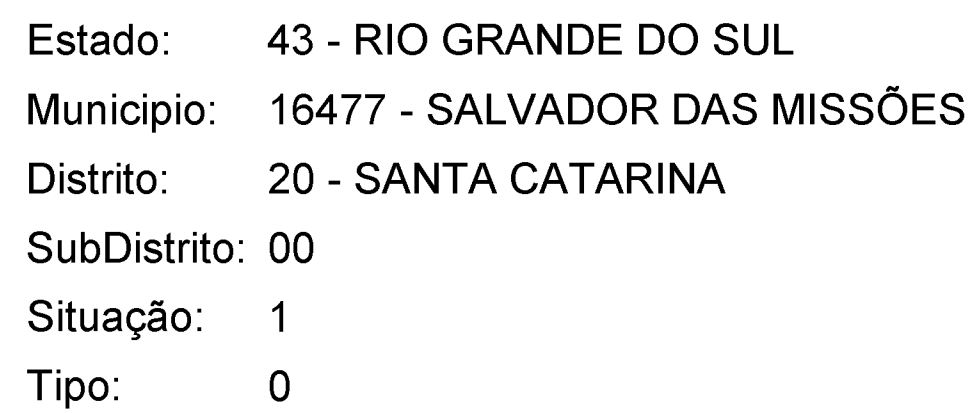 Estado: 43 - RIO GRANDE DO SUL
Municipio: 16477 - SALVADOR DAS MISSÕES
Distrito: 20 - SANTA CATARINA
SubDistrito: 00
Situação: 1
Tipo: 0